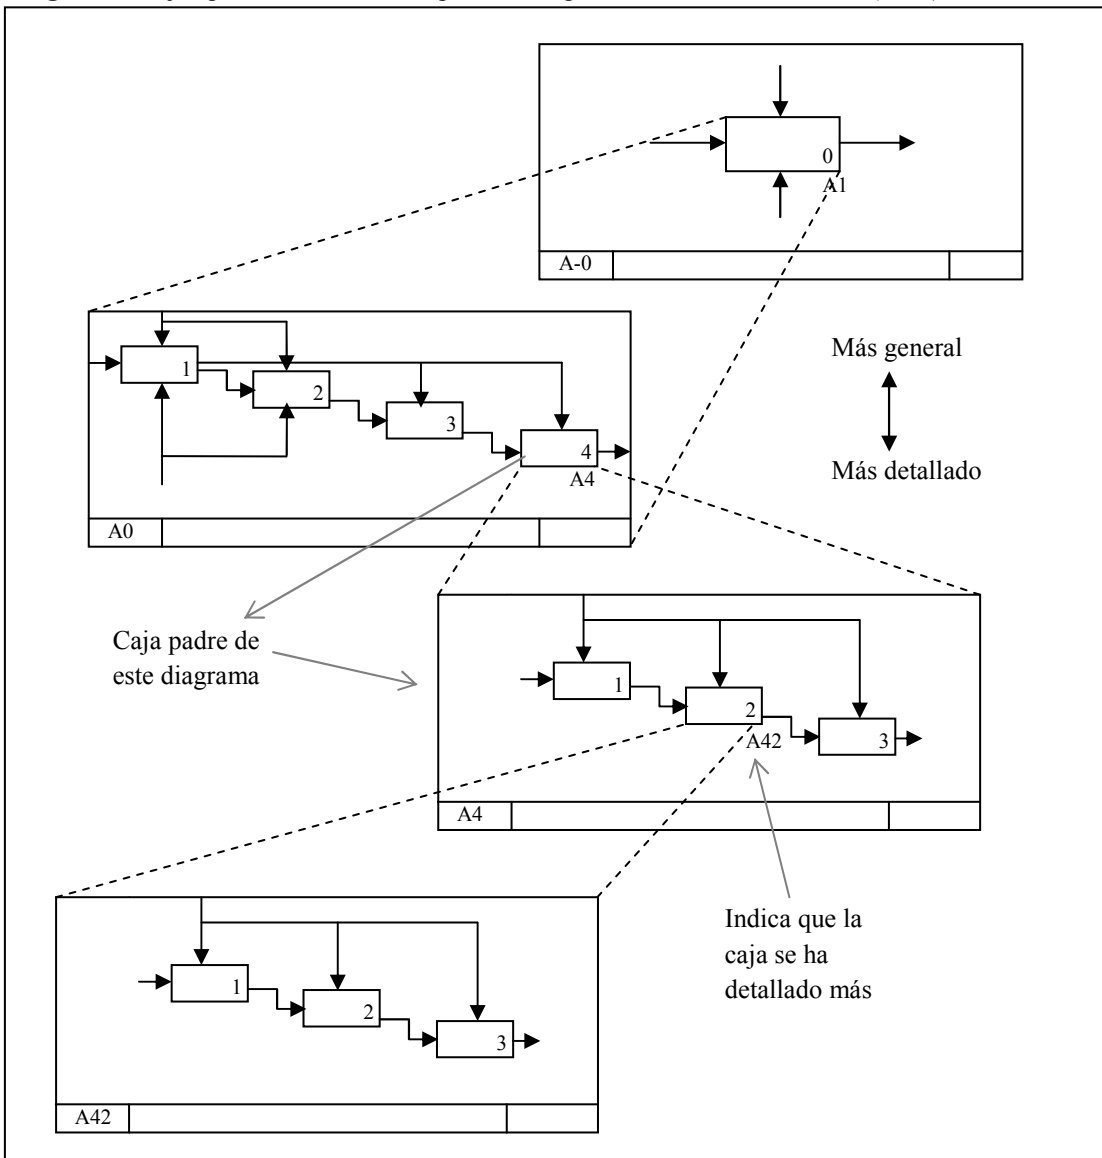 0
A1
A-0
1
2
3
4
A4
A0
Más general
Más detallado
Caja padre de
este diagrama
1
2
A42
3
A4
Indica que la
caja se ha
detallado más
1
2
3
A42